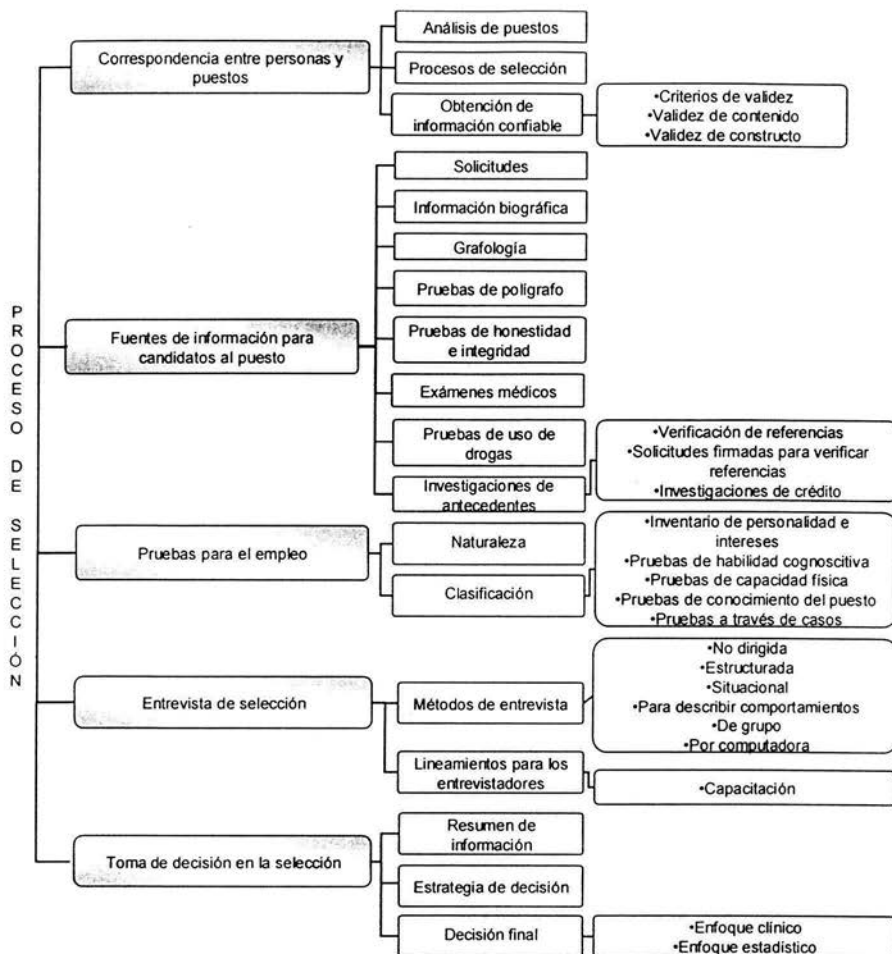 PROCESO DE SELECCIÓN
Correspondencia entre personas y
puestos
Análisis de puestos
Procesos de selección
Obtención de
información confiable
•Criterios de validez
•Validez de contenido
•Validez de constructo
Fuentes de información para
candidatos al puesto
Solicitudes
Información biográfica
Grafología
Pruebas de polígrafo
Pruebas de honestidad
e integridad
Exámenes médicos
Pruebas de uso de
drogas
Investigaciones de
antecedentes
•Verificación de referencias
•Solicitudes firmadas para verificar
referencias
•Investigaciones de crédito
Pruebas para el empleo
Naturaleza
Clasificación
•Inventario de personalidad e
intereses
•Pruebas de habilidad cognoscitiva
•Pruebas de capacidad física
•Pruebas de conocimiento del puesto
•Pruebas a través de casos
Entrevista de selección
Métodos de entrevista
•No dirigida
•Estructurada
•Situacional
•Para describir comportamientos
•De grupo
•Por computadora
Lineamientos para los
entrevistadores
•Capacitación
Toma de decisión en la selección
Resumen de
información
Estrategia de decisión
Decisión final
•Enfoque clínico
•Enfoque estadístico